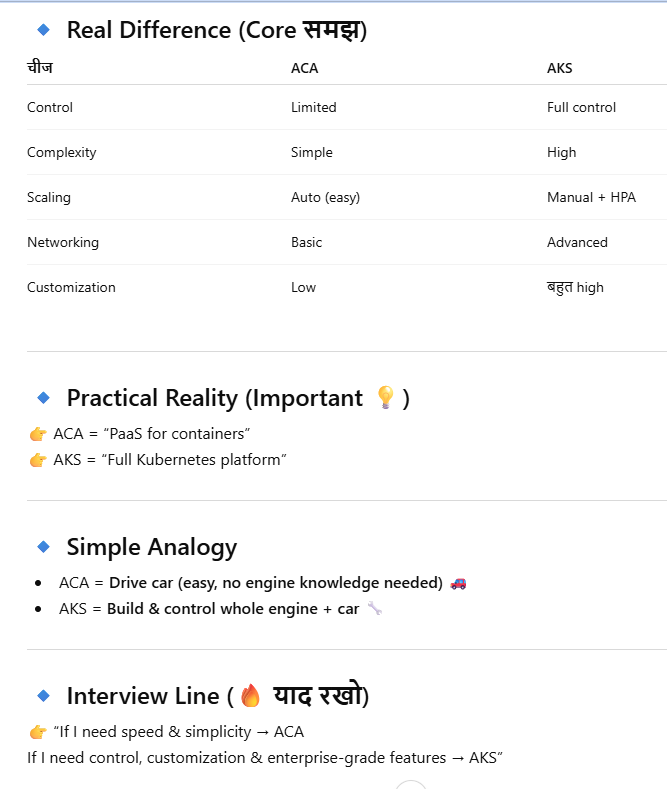 🔹 Real Difference (Core समझ)
चीज ACA AKS
Control Limited Full control
Complexity Simple High
Scaling Auto (easy) Manual + HPA
Networking Basic Advanced
Customization Low बहुत high
🔹 Practical Reality (Important 💡)
👉 ACA = “PaaS for containers”
👉 AKS = “Full Kubernetes platform”
🔹 Simple Analogy
• ACA = Drive car (easy, no engine knowledge needed) 🚗
• AKS = Build & control whole engine + car 🔧
🔹 Interview Line (🔥 याद रखो)
👉 “If I need speed & simplicity → ACA
If I need control, customization & enterprise-grade features → AKS”